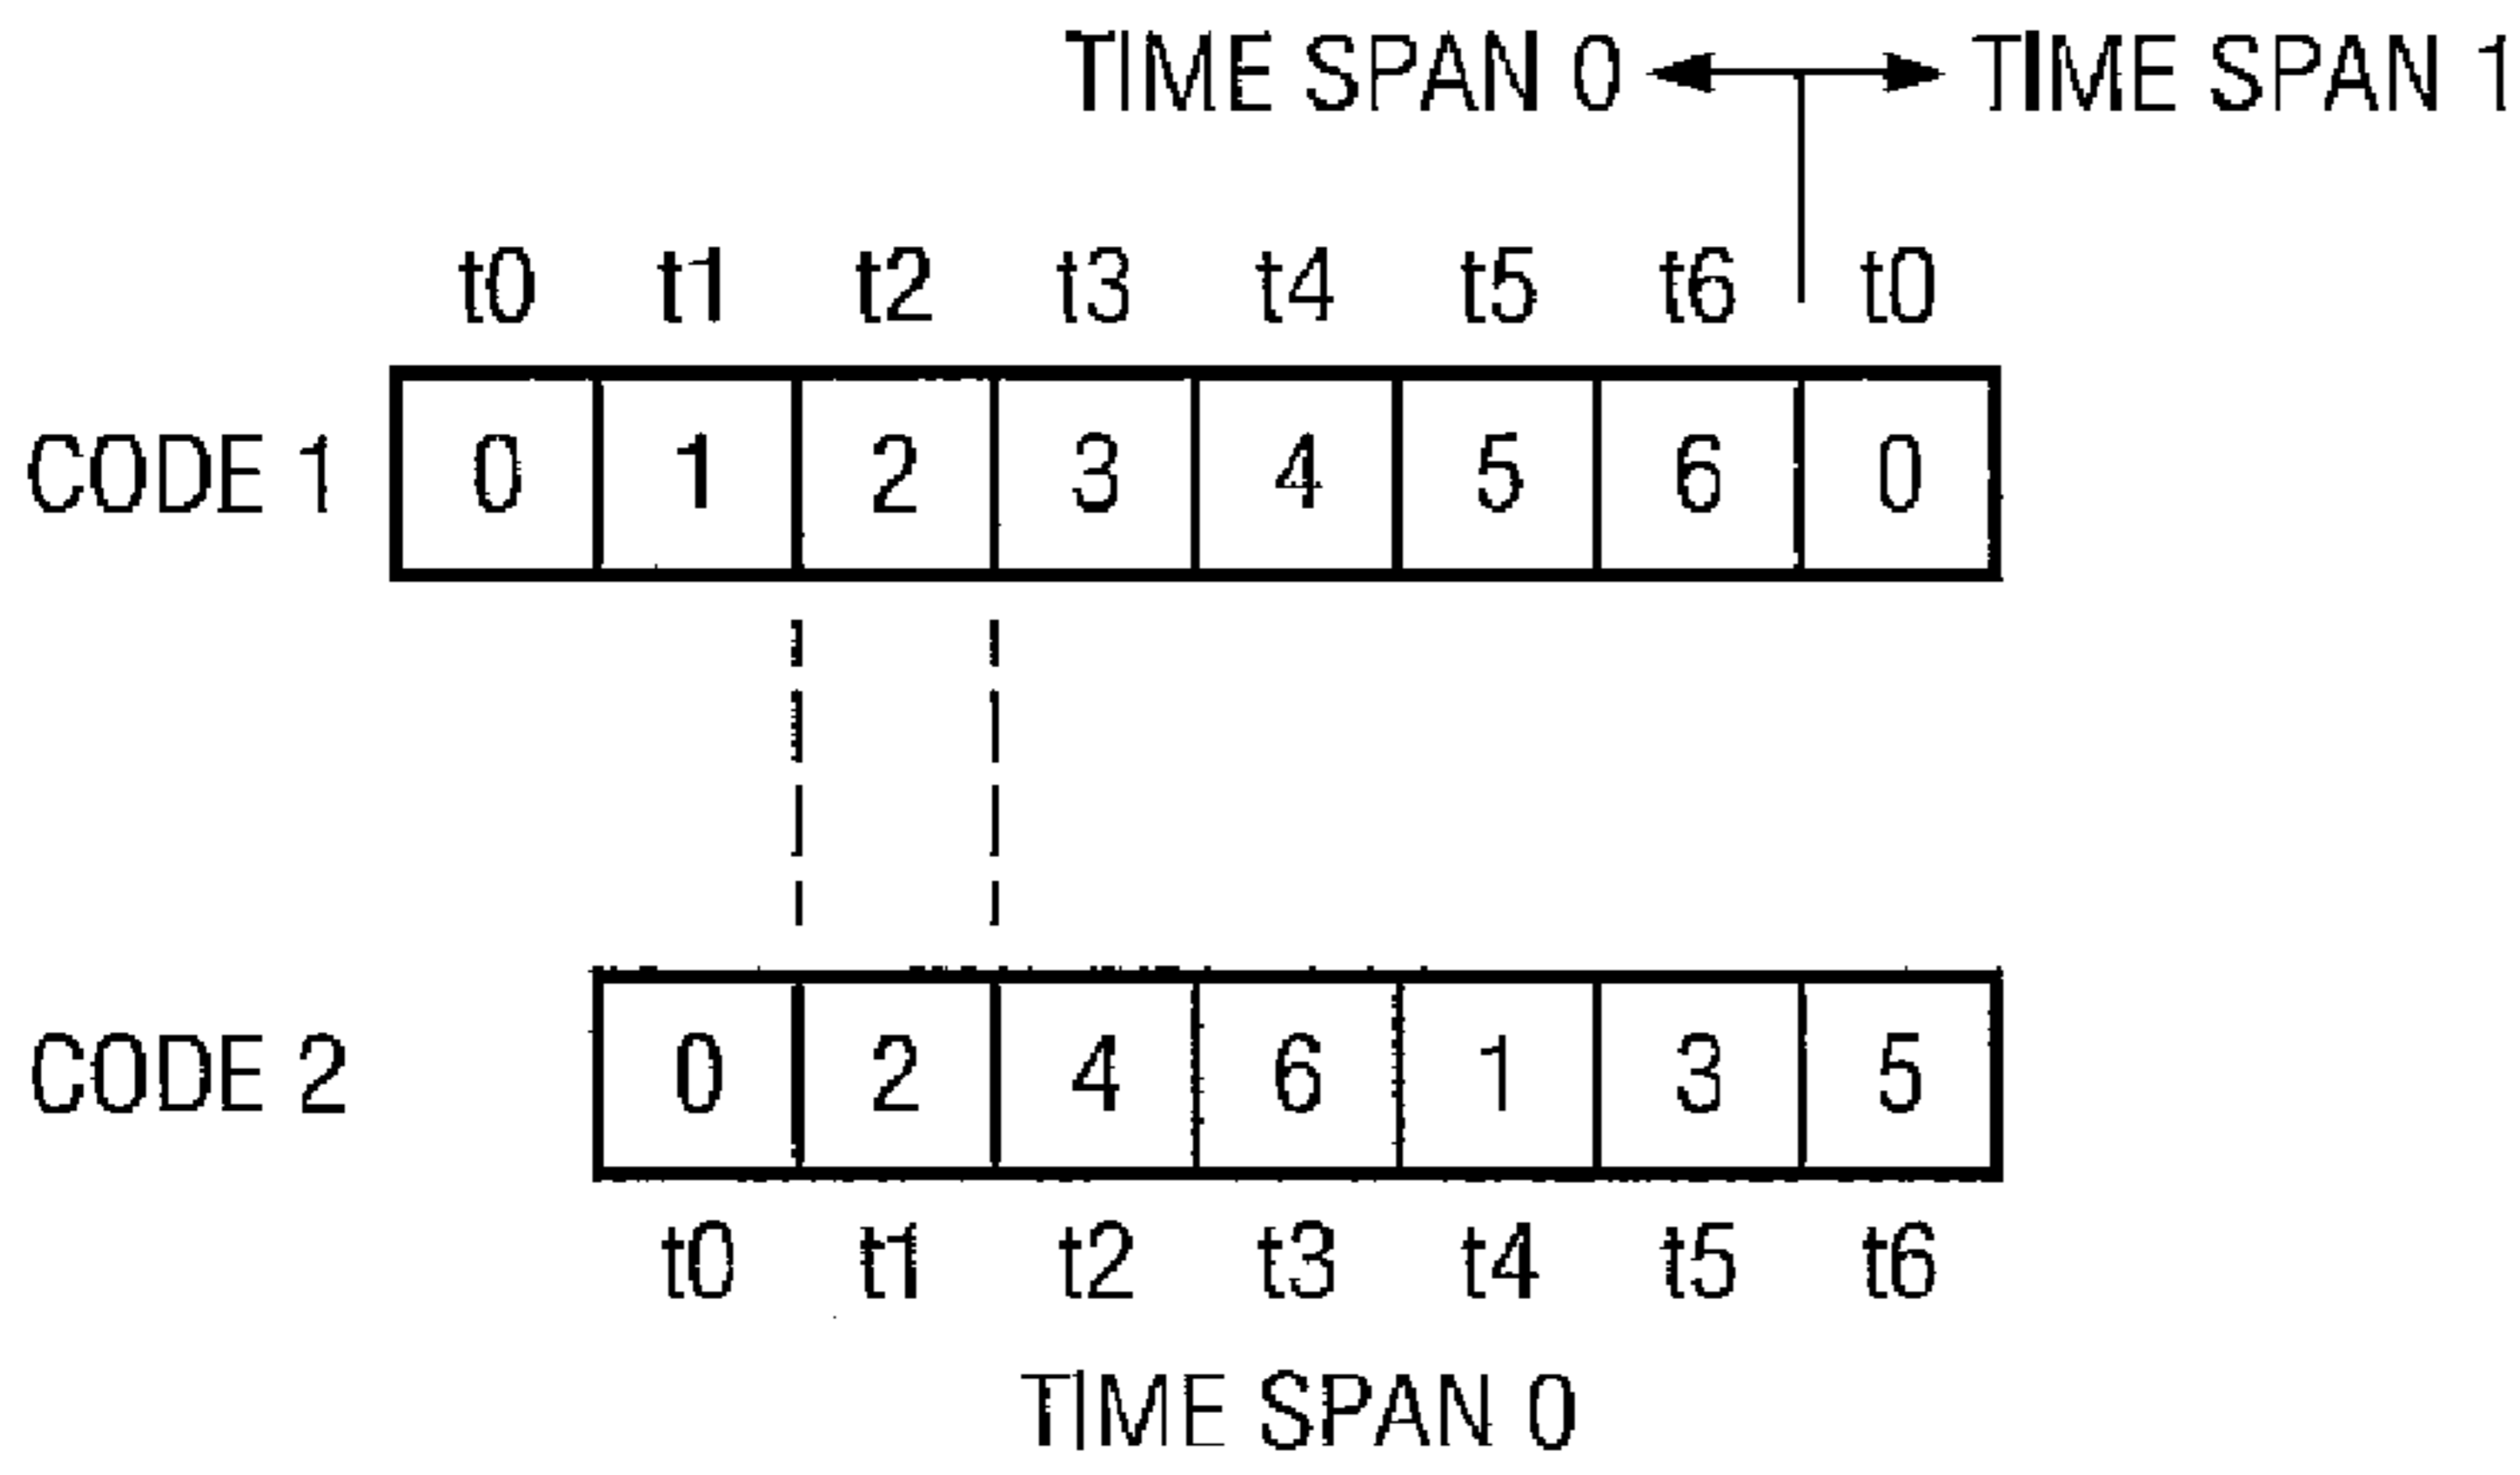 TIME SPAN 0 TIME SPAN 1
t0 t1 t2 t3 t4 t5 t6 t0
CODE 1 0 1 2 3 4 5 6 0
CODE 2 0 2 4 6 1 3 5
t0 t1 t2 t3 t4 t5 t6
TIME SPAN 0